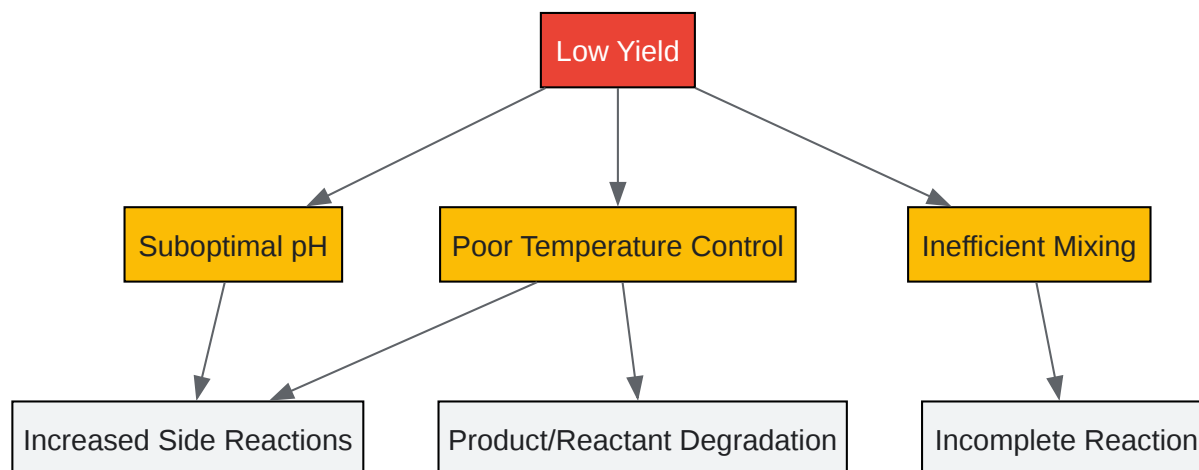 Low Yield
Suboptimal pH
Poor Temperature Control
Inefficient Mixing
Increased Side Reactions
Product/Reactant Degradation
Incomplete Reaction